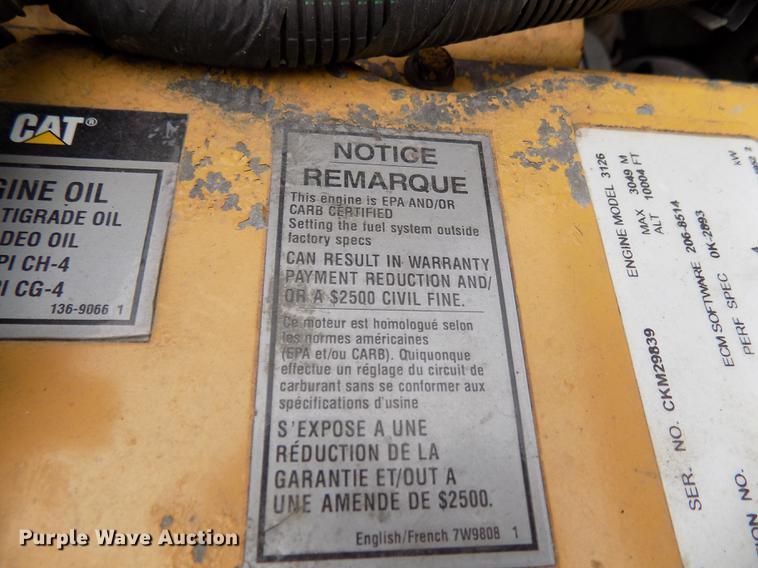 CAT®
GINE OIL
TIGRADE OIL
DEO OIL
PI CH-4
I CG-4
136-9066 1
NOTICE
REMARQUE
This engine is EPA AND/OR
CARB CERTIFIED
Setting the fuel system outside
factory specs
CAN RESULT IN WARRANTY
PAYMENT REDUCTION AND/
OR A $2500 CIVIL FINE.
Ce moteur est homologué selon
les normes américaines
(EPA et/ou CARB). Quiquonque
effectue un réglage du circuit de
carburant sans se conformer aux
spécifications d'usine
S'EXPOSE A UNE
RÉDUCTION DE LA
GARANTIE ET/OUT A
UNE AMENDE DE $2500.
English/French 7W9808 1
SER. NO. CKM29839
ENGINE MODEL 3126
MAX 3049 M
ALT 10004 FT
ECM SOFTWARE 206-8514
PERF SPEC 0K-2893
KW
TION NO.
Purple Wave Auction